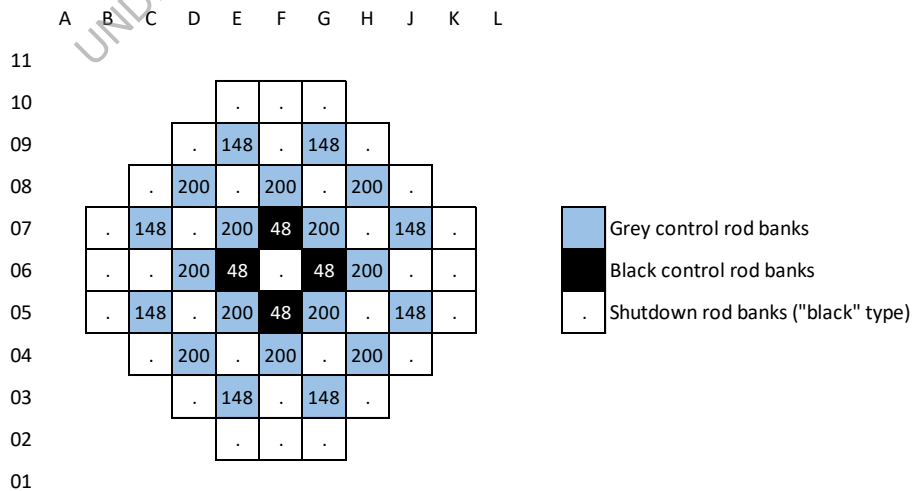 A B C D E F G H J K L
11
10 . . .
09 . 148 . 148 .
08 . 200 . 200 . 200 .
07 . 148 . 200 48 200 . 148 .
Grey control rod banks
06 . . 200 48 . 48 200 . .
Black control rod banks
05 . 148 . 200 48 200 . 148 .
. Shutdown rod banks ("black" type)
04 . 200 . 200 . 200 .
03 . 148 . 148 .
02 . . .
01